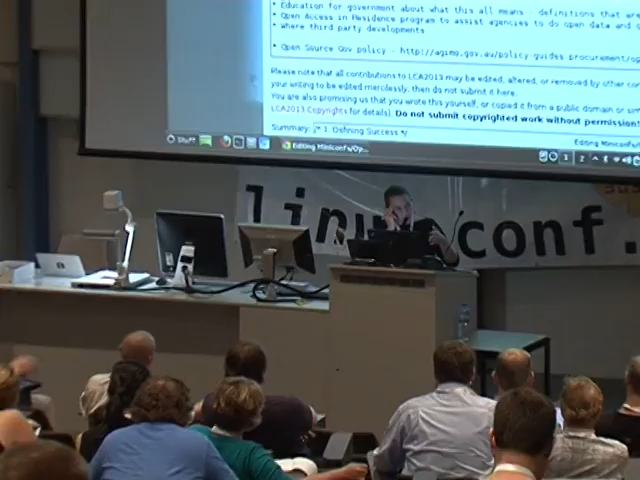 • Education for government about what this all means - definitions that are
• Open Access in Residence program to assist agencies to do open data and
• Where third party developments
• Open Source Gov policy - http://agimo.gov.au/policy-guides procurement/
Please note that all contributions to LCA2013 may be edited, altered, or removed by other
your writing to be edited mercilessly, then do not submit it here.
You are also promising us that you wrote this yourself, or copied it from a public domain or
LCA2013:Copyrights for details). Do not submit copyrighted work without permission
Summary: /* 1. Defining Success */
Editing Miniconfs/Op...
linux conf.